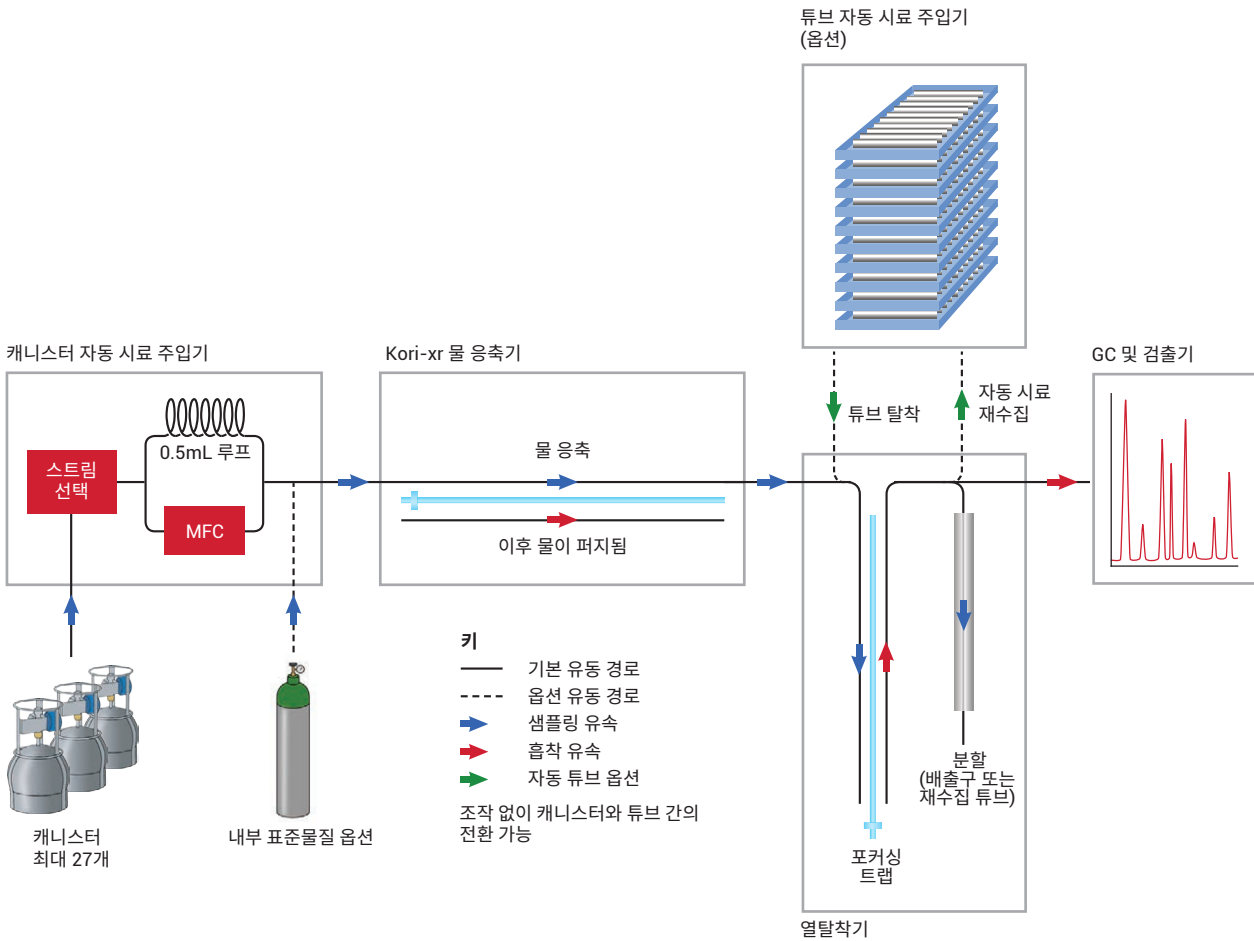 튜브 자동 시료 주입기
(옵션)
캐니스터 자동 시료 주입기
Kori-xr 물 응축기
GC 및 검출기
튜브 탈착
자동 시료
재수집
0.5mL 루프
스트림
선택
MFC
물 응축
이후 물이 퍼지됨
키
기본 유동 경로
옵션 유동 경로
샘플링 유속
흡착 유속
자동 튜브 옵션
조작 없이 캐니스터와 튜브 간의
전환 가능
캐니스터
최대 27개
내부 표준물질 옵션
분할
(배출구 또는
재수집 튜브)
포커싱
트랩
열탈착기